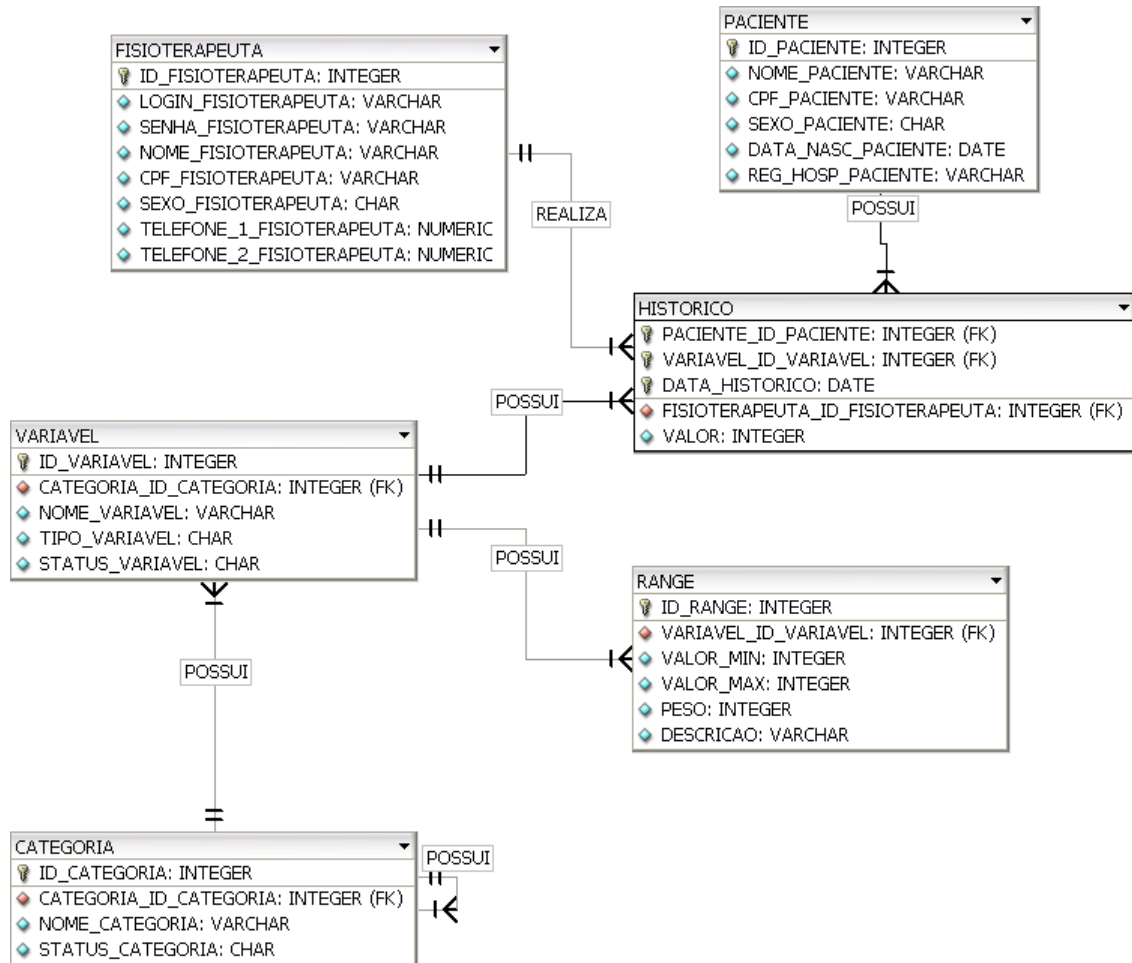 FISIOTERAPEUTA
ID_FISIOTERAPEUTA: INTEGER
LOGIN_FISIOTERAPEUTA: VARCHAR
SENHA_FISIOTERAPEUTA: VARCHAR
NOME_FISIOTERAPEUTA: VARCHAR
CPF_FISIOTERAPEUTA: VARCHAR
SEXO_FISIOTERAPEUTA: CHAR
TELEFONE_1_FISIOTERAPEUTA: NUMERIC
TELEFONE_2_FISIOTERAPEUTA: NUMERIC
PACIENTE
ID_PACIENTE: INTEGER
NOME_PACIENTE: VARCHAR
CPF_PACIENTE: VARCHAR
SEXO_PACIENTE: CHAR
DATA_NASC_PACIENTE: DATE
REG_HOSP_PACIENTE: VARCHAR
REALIZA
POSSUI
HISTORICO
PACIENTE_ID_PACIENTE: INTEGER (FK)
VARIAVEL_ID_VARIAVEL: INTEGER (FK)
DATA_HISTORICO: DATE
FISIOTERAPEUTA_ID_FISIOTERAPEUTA: INTEGER (FK)
VALOR: INTEGER
POSSUI
VARIAVEL
ID_VARIAVEL: INTEGER
CATEGORIA_ID_CATEGORIA: INTEGER (FK)
NOME_VARIAVEL: VARCHAR
TIPO_VARIAVEL: CHAR
STATUS_VARIAVEL: CHAR
POSSUI
RANGE
ID_RANGE: INTEGER
VARIAVEL_ID_VARIAVEL: INTEGER (FK)
VALOR_MIN: INTEGER
VALOR_MAX: INTEGER
PESO: INTEGER
DESCRICAO: VARCHAR
POSSUI
CATEGORIA
ID_CATEGORIA: INTEGER
CATEGORIA_ID_CATEGORIA: INTEGER (FK)
NOME_CATEGORIA: VARCHAR
STATUS_CATEGORIA: CHAR
POSSUI